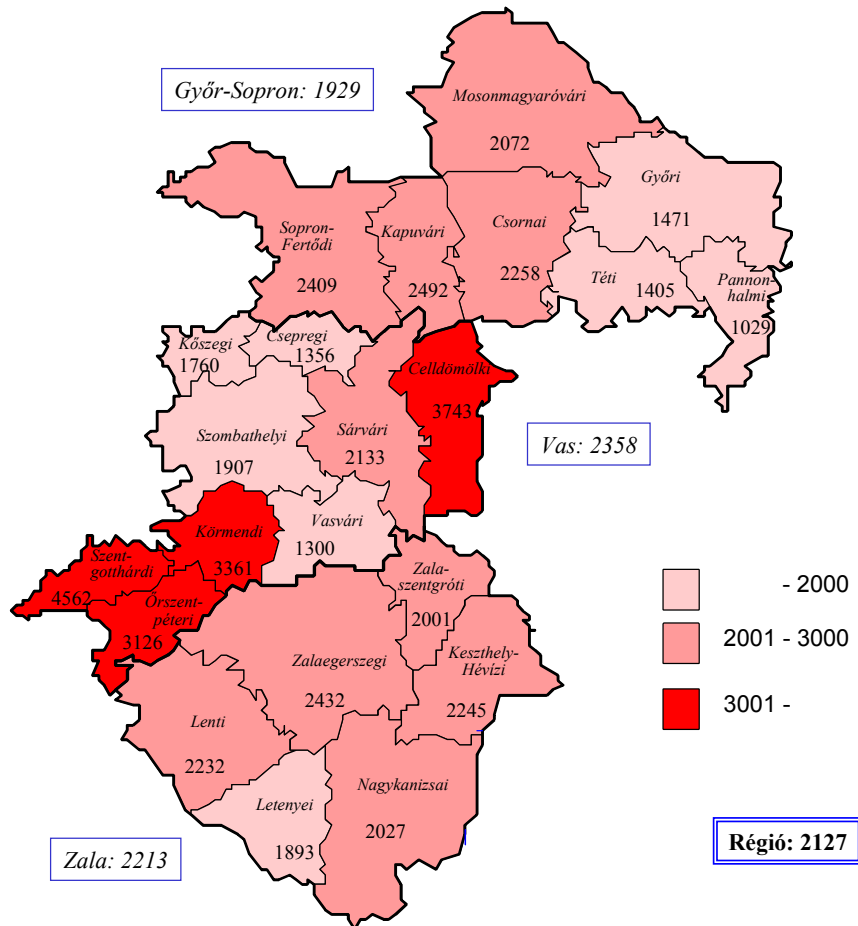 Győr-Sopron: 1929
Mosonmagyaróvári
2072
Győri
1471
Sopron-
Fertődi
2409
Kapuvári
2492
Csornai
2258
Téti
1405
Pannon-
halmi
1029
Kőszegi
1760
Csepregi
1356
Celldömölki
3743
Szombathelyi
1907
Sárvári
2133
Vas: 2358
Körmendi
3361
Vasvári
1300
Szent-
gotthárdi
4562
Őrszent-
péteri
3126
Zala-
szentgróti
2001
Zalaegerszegi
2432
Keszthely-
Hévízi
2245
Lenti
2232
Letenyei
1893
Nagykanizsai
2027
- 2000
2001 - 3000
3001 -
Zala: 2213
Régió: 2127